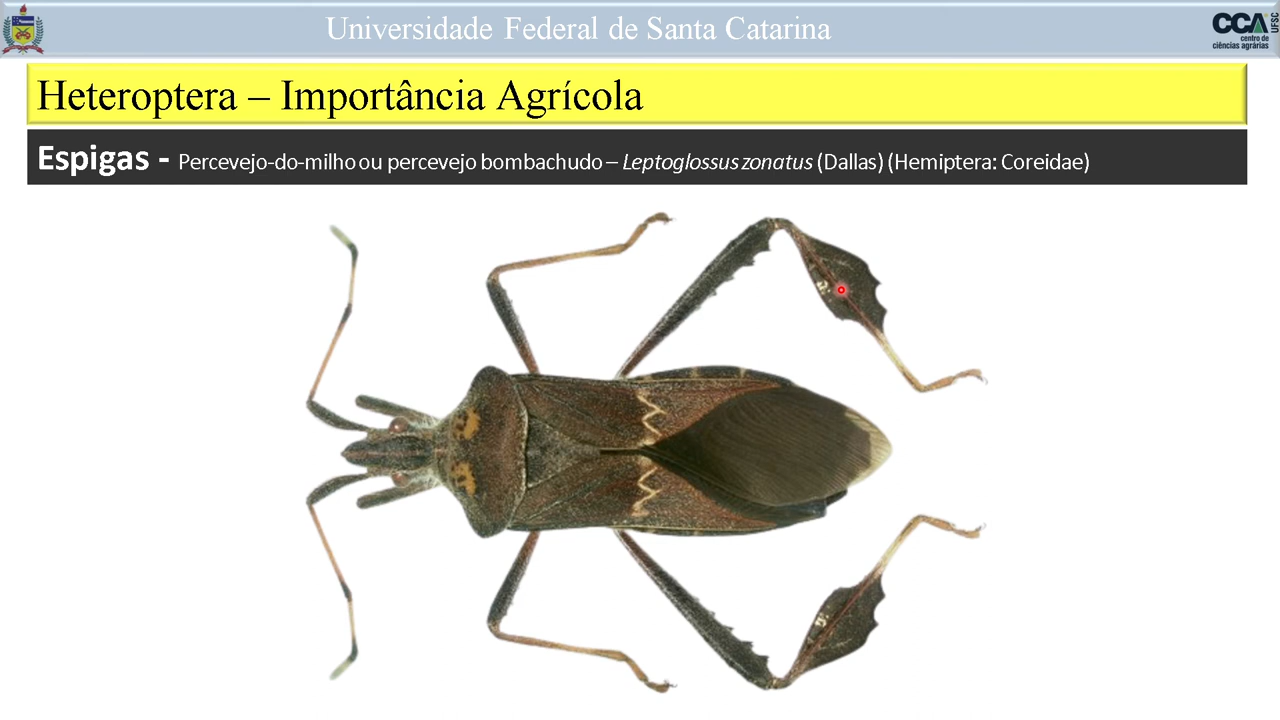 Universidade Federal de Santa Catarina
CCA UFSC
centro de
ciências agrárias
Heteroptera – Importância Agrícola
Espigas - Percevejo-do-milho ou percevejo bombachudo – Leptoglossus zonatus (Dallas) (Hemiptera: Coreidae)